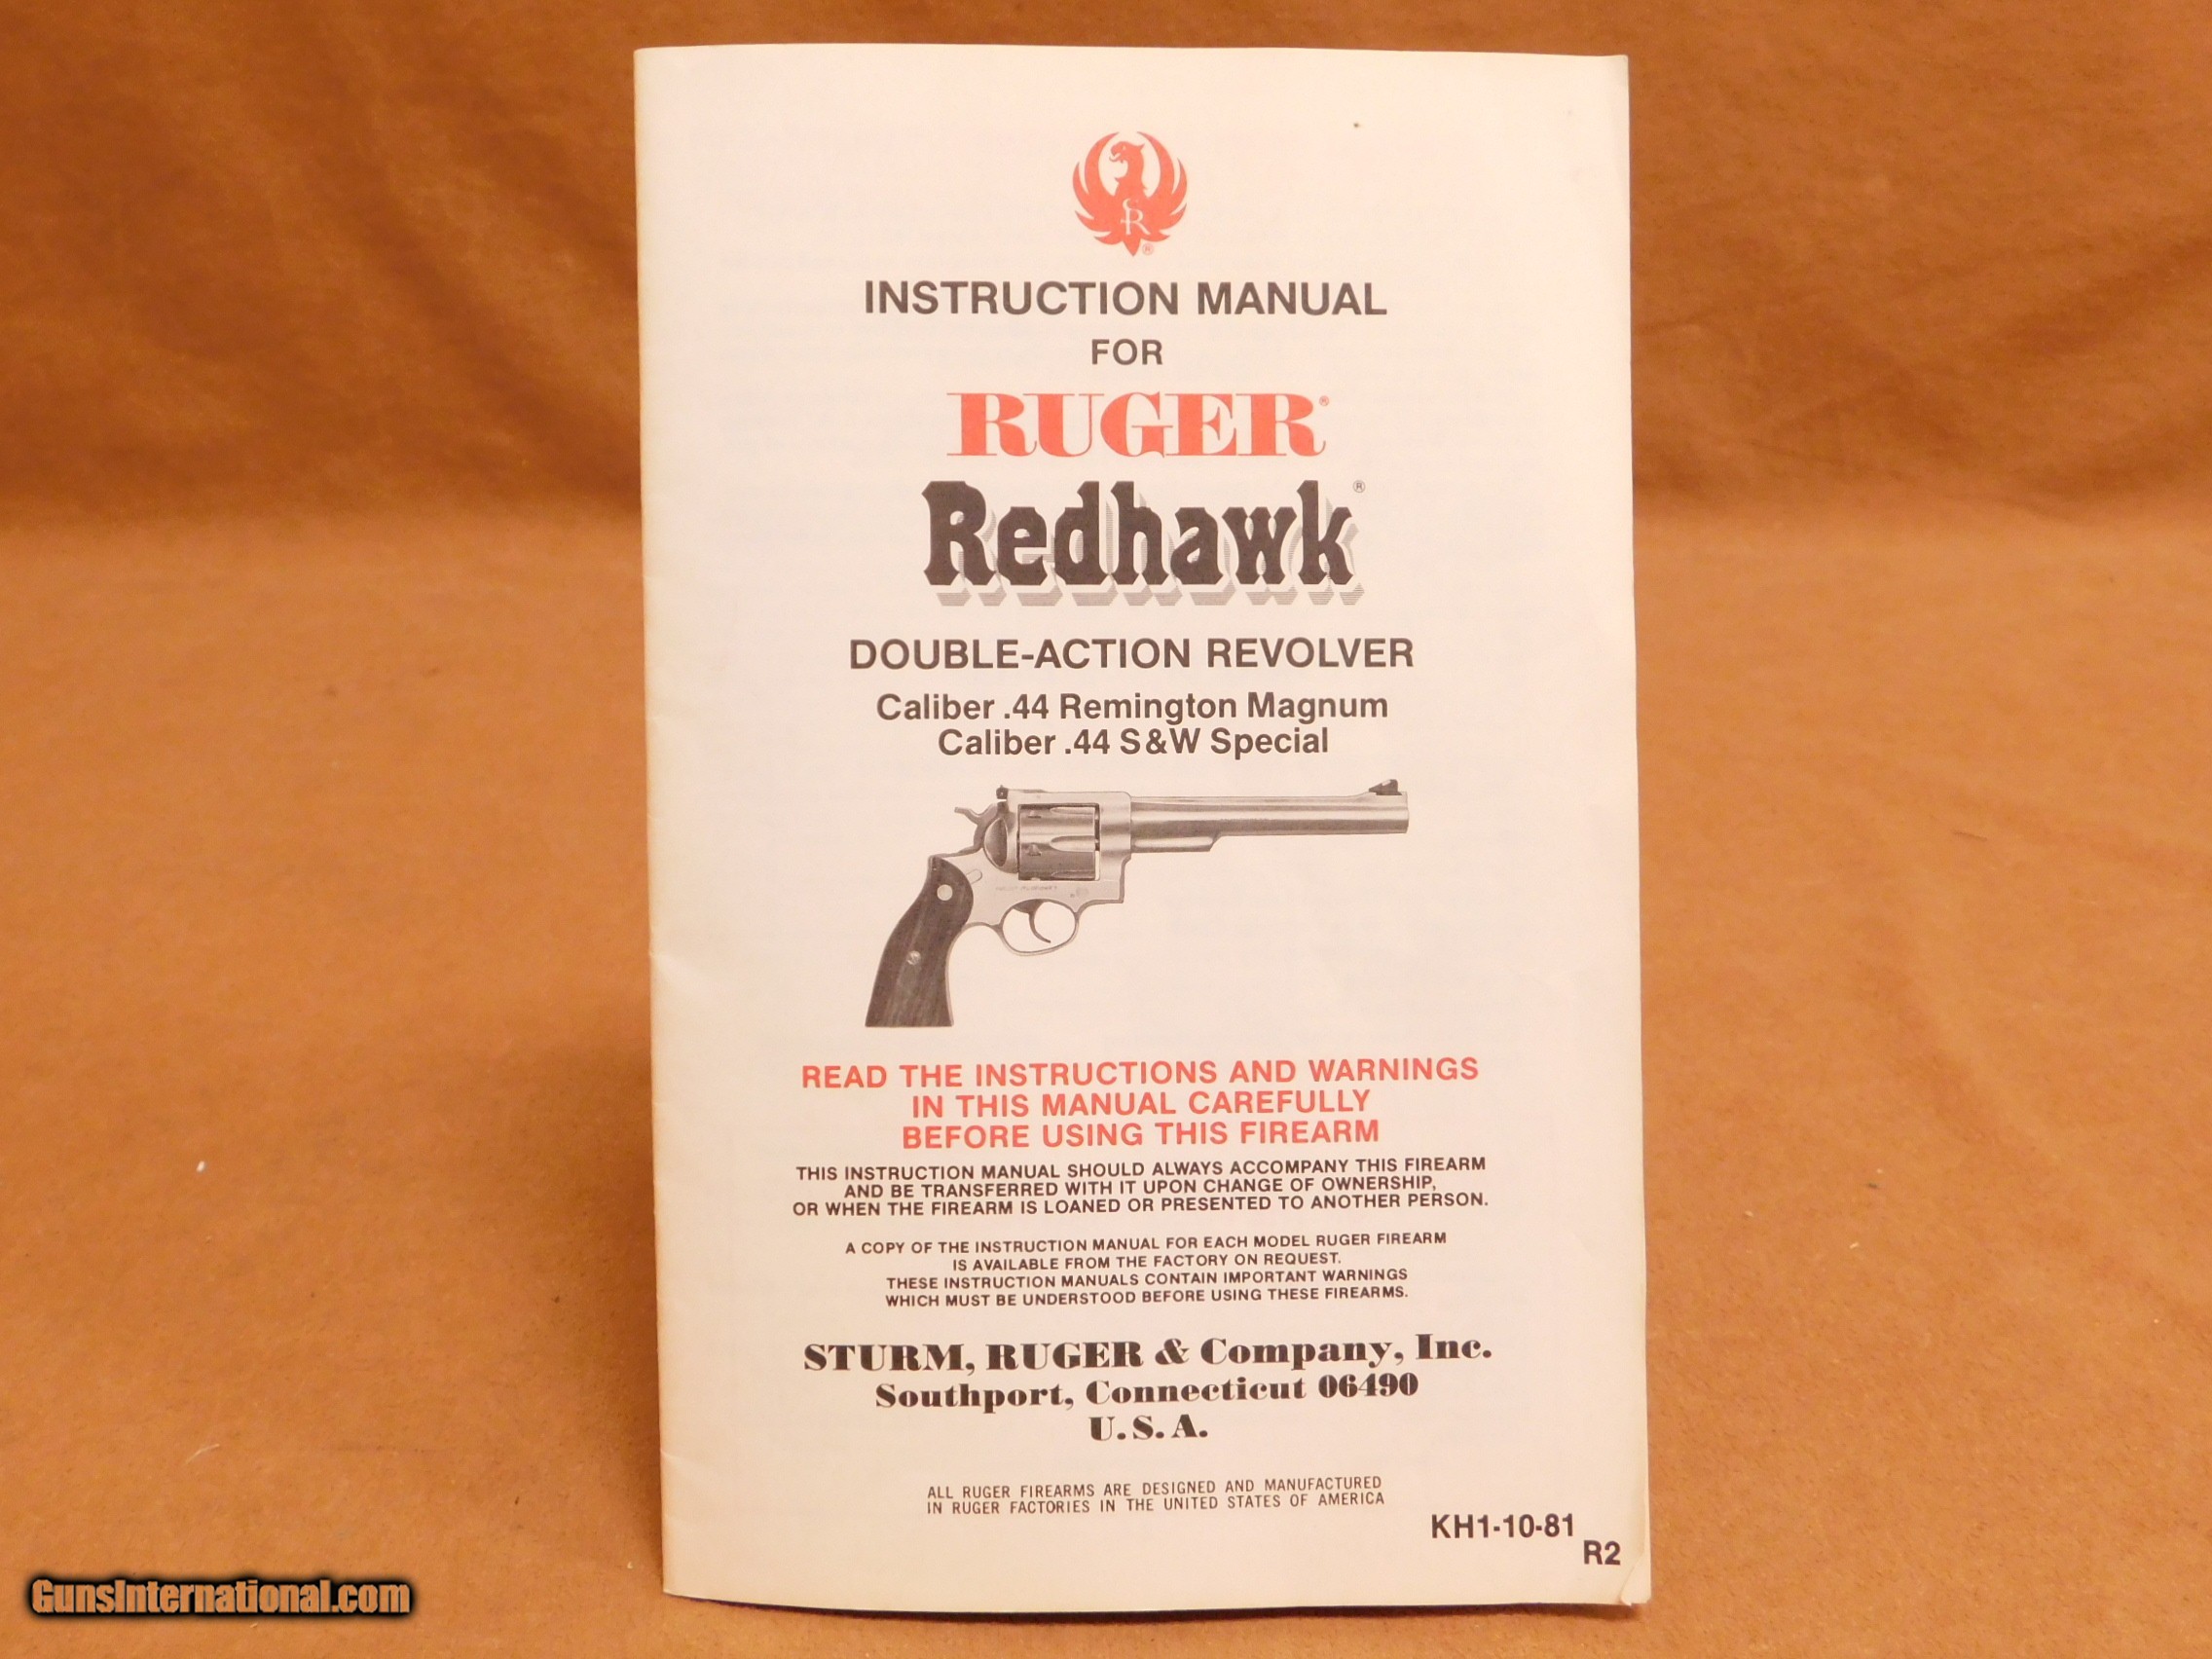 INSTRUCTION MANUAL
FOR
RUGER®
Redhawk®
DOUBLE-ACTION REVOLVER
Caliber .44 Remington Magnum
Caliber .44 S&W Special
READ THE INSTRUCTIONS AND WARNINGS
IN THIS MANUAL CAREFULLY
BEFORE USING THIS FIREARM
THIS INSTRUCTION MANUAL SHOULD ALWAYS ACCOMPANY THIS FIREARM
AND BE TRANSFERRED WITH IT UPON CHANGE OF OWNERSHIP,
OR WHEN THE FIREARM IS LOANED OR PRESENTED TO ANOTHER PERSON.
A COPY OF THE INSTRUCTION MANUAL FOR EACH MODEL RUGER FIREARM
IS AVAILABLE FROM THE FACTORY ON REQUEST.
THESE INSTRUCTION MANUALS CONTAIN IMPORTANT WARNINGS
WHICH MUST BE UNDERSTOOD BEFORE USING THESE FIREARMS.
STURM, RUGER & Company, Inc.
Southport, Connecticut 06490
U.S.A.
ALL RUGER FIREARMS ARE DESIGNED AND MANUFACTURED
IN RUGER FACTORIES IN THE UNITED STATES OF AMERICA
KH1-10-81
R2
GunsInternational.com